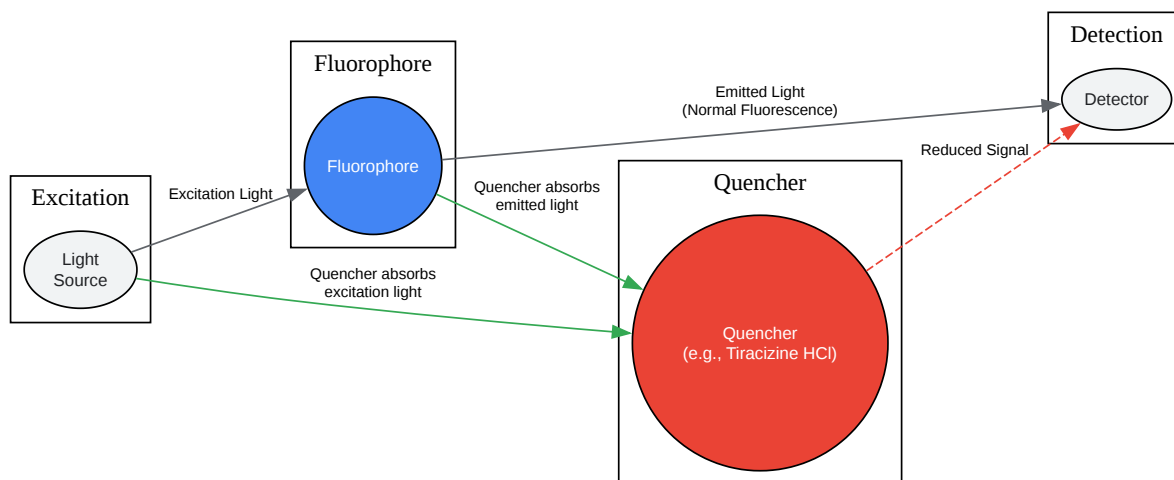 Detection
Detector
Fluorophore
Fluorophore
Emitted Light
(Normal Fluorescence)
Reduced Signal
Excitation
Light
Source
Excitation Light
Quencher absorbs
emitted light
Quencher absorbs
excitation light
Quencher
Quencher
(e.g., Tiracizine HCl)